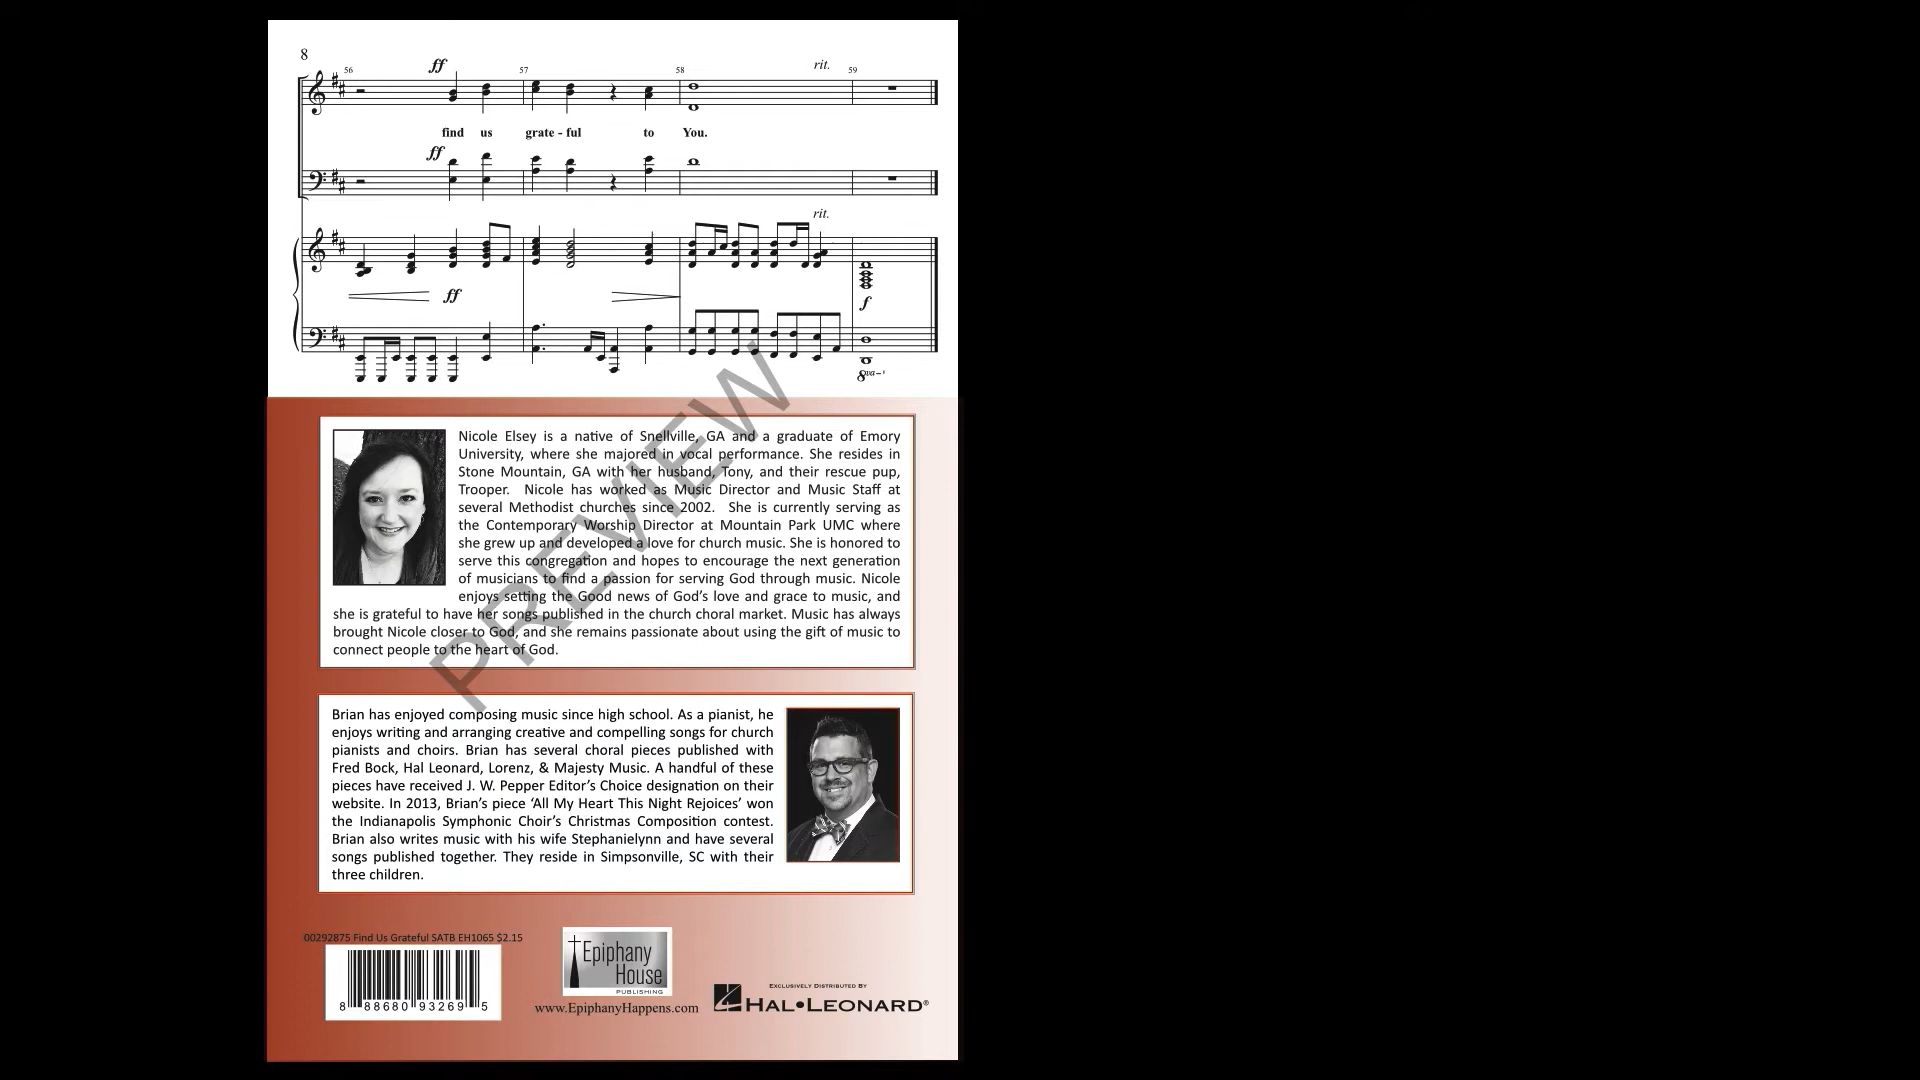 8
56 ff 57 58 rit. 59
find us grate - ful to You.
ff
rit.
ff f
8va
Nicole Elsey is a native of Snellville, GA and a graduate of Emory
University, where she majored in vocal performance. She resides in
Stone Mountain, GA with her husband, Tony, and their rescue pup,
Trooper. Nicole has worked as Music Director and Music Staff at
several Methodist churches since 2002. She is currently serving as
the Contemporary Worship Director at Mountain Park UMC where
she grew up and developed a love for church music. She is honored to
serve this congregation and hopes to encourage the next generation
of musicians to find a passion for serving God through music. Nicole
enjoys setting the Good news of God's love and grace to music, and
she is grateful to have her songs published in the church choral market. Music has always
brought Nicole closer to God, and she remains passionate about using the gift of music to
connect people to the heart of God.
PREVIEW
Brian has enjoyed composing music since high school. As a pianist, he
enjoys writing and arranging creative and compelling songs for church
pianists and choirs. Brian has several choral pieces published with
Fred Bock, Hal Leonard, Lorenz, & Majesty Music. A handful of these
pieces have received J. W. Pepper Editor's Choice designation on their
website. In 2013, Brian's piece 'All My Heart This Night Rejoices' won
the Indianapolis Symphonic Choir's Christmas Composition contest.
Brian also writes music with his wife Stephanielynn and have several
songs published together. They reside in Simpsonville, SC with their
three children.
00292875 Find Us Grateful SATB EH1065 $2.15
8 88680 93269 5
Epiphany
House
PUBLISHING
www.EpiphanyHappens.com
EXCLUSIVELY DISTRIBUTED BY
HAL•LEONARD®